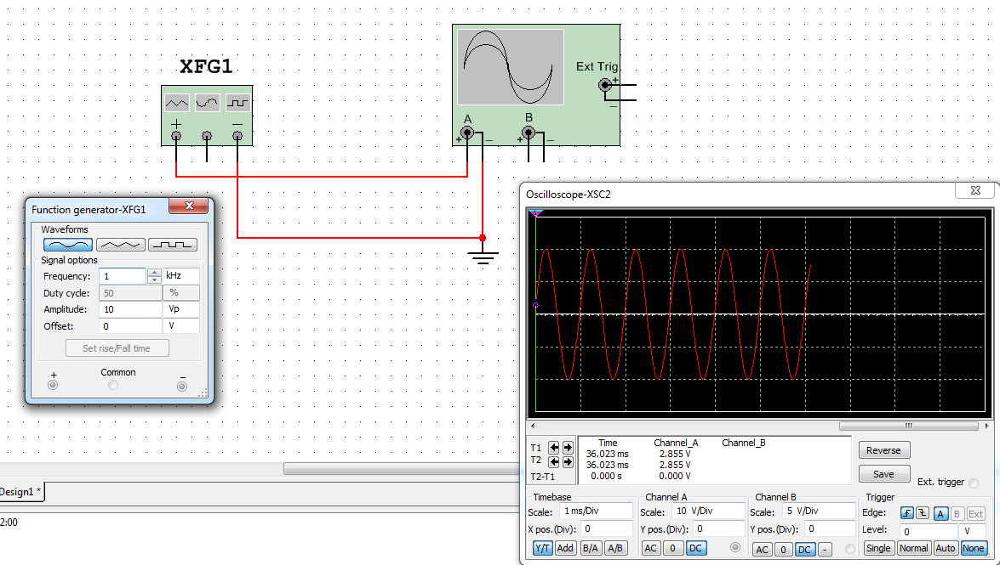 XFG1
+ −
Ext Trig
+
−
A B
+ − + −
Function generator-XFG1
Waveforms
Signal options
Frequency: 1 kHz
Duty cycle: 50 %
Amplitude: 10 Vp
Offset: 0 V
Set rise/Fall time
+ Common −
Design1 *
2:00
Oscilloscope-XSC2
T1
T2
T2-T1
Time Channel_A Channel_B
36.023 ms 2.855 V
36.023 ms 2.855 V
0.000 s 0.000 V
Reverse
Save
Ext. trigger
Timebase
Scale: 1 ms/Div
X pos.(Div): 0
Y/T Add B/A A/B
Channel A
Scale: 10 V/Div
Y pos.(Div): 0
AC 0 DC
Channel B
Scale: 5 V/Div
Y pos.(Div): 0
AC 0 DC -
Trigger
Edge: A B Ext
Level: 0 V
Single Normal Auto None